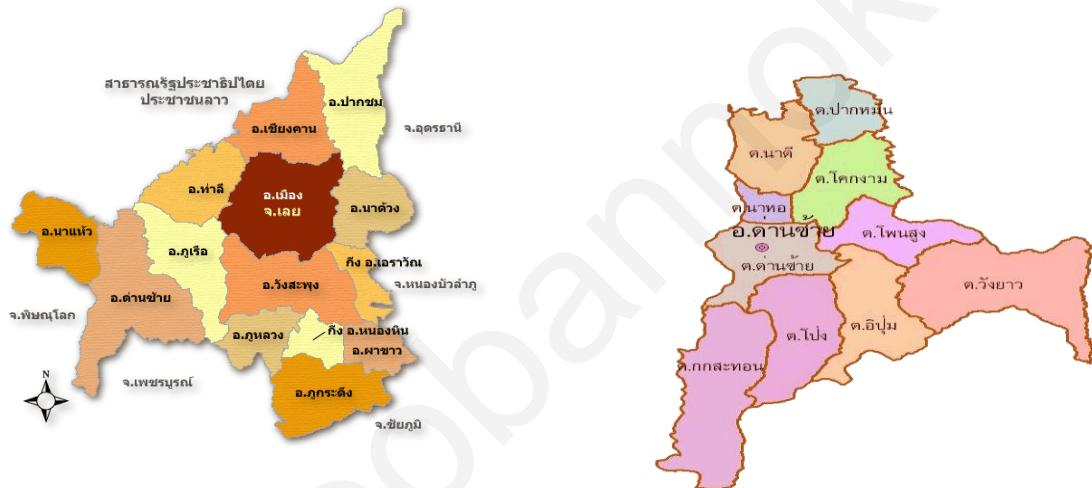 สาธารณรัฐประชาธิปไตย
ประชาชนลาว
อ.ปากชม
อ.เชียงคาน
จ.อุดรธานี
อ.ท่าลี่
อ.เมือง
จ.เลย
อ.นาด้วง
อ.นาแห้ว
อ.ภูเรือ
กิ่ง อ.เอราวัณ
อ.วังสะพุง
จ.หนองบัวลำภู
อ.ด่านซ้าย
จ.พิษณุโลก
กิ่ง อ.หนองหิน
อ.ภูหลวง
อ.ผาขาว
จ.เพชรบูรณ์
อ.ภูกระดึง
จ.ชัยภูมิ
N
ต.ปากหมัน
ต.นาดี
ต.โคกงาม
ต.นาหอ
อ.ด่านซ้าย
ต.โพนสูง
ต.ด่านซ้าย
ต.วังยาว
ต.อิปุ่ม
ต.โป่ง
ต.กกสะทอน